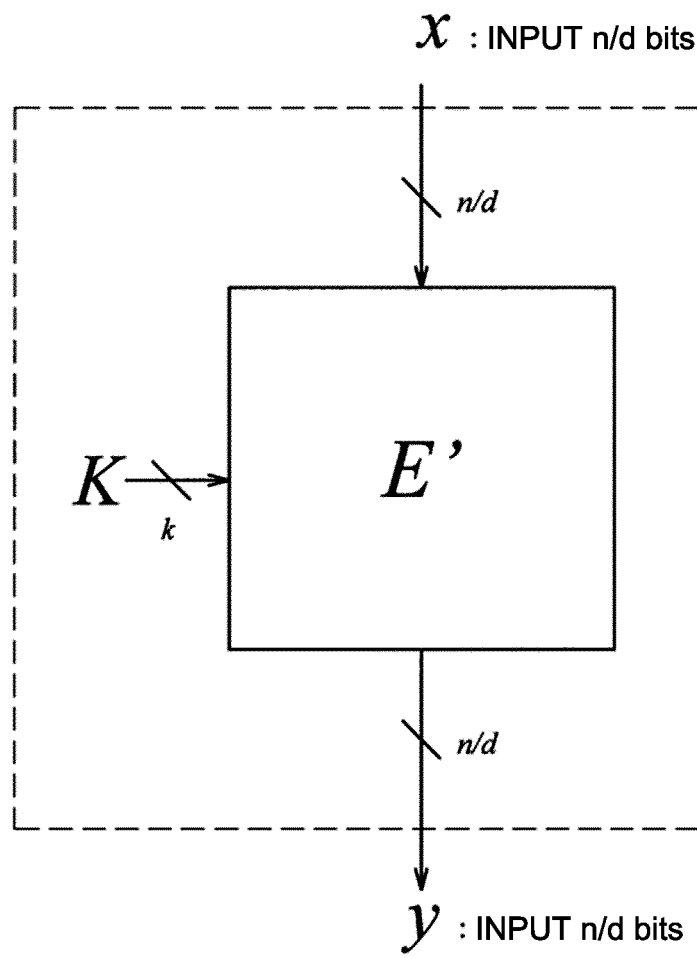 x : INPUT n/d bits
n/d
E’
K
k
n/d
y : INPUT n/d bits